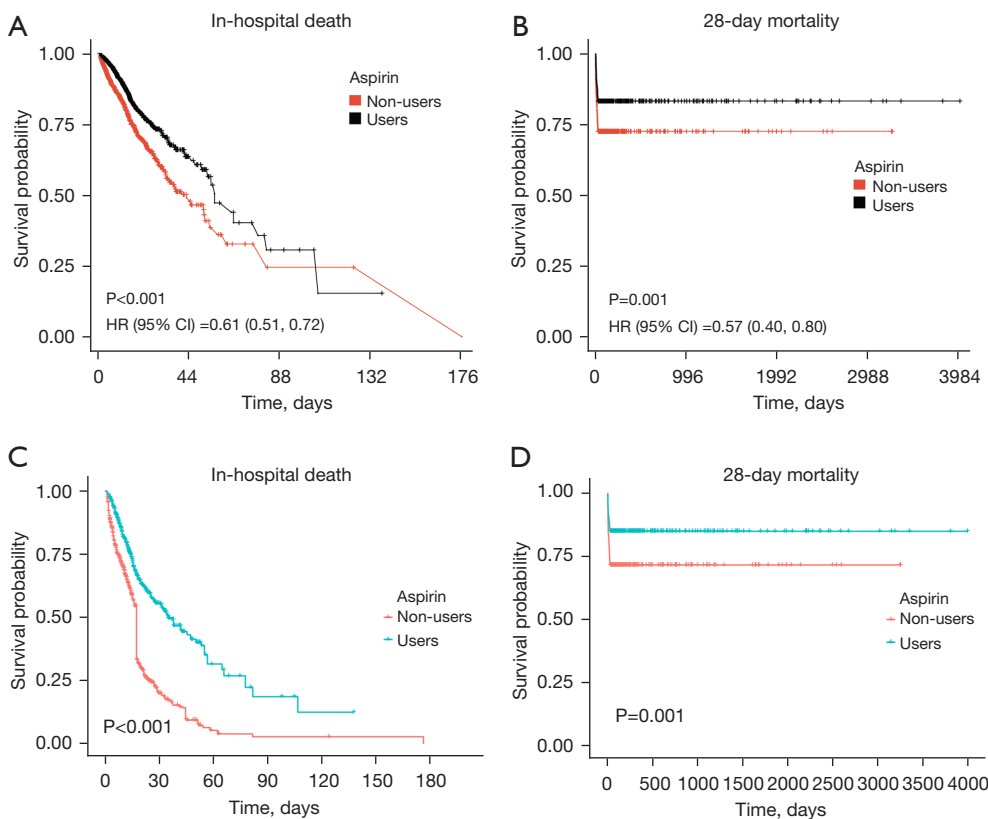 A
In-hospital death
1.00
0.75
0.50
0.25
0.00
Survival probability
Aspirin
Non-users
Users
P<0.001
HR (95% CI) =0.61 (0.51, 0.72)
0 44 88 132 176
Time, days
B
28-day mortality
1.00
0.75
0.50
0.25
0.00
Survival probability
Aspirin
Non-users
Users
P=0.001
HR (95% CI) =0.57 (0.40, 0.80)
0 996 1992 2988 3984
Time, days
C
In-hospital death
1.00
0.75
0.50
0.25
0.00
Survival probability
Aspirin
Non-users
Users
P<0.001
0 30 60 90 120 150 180
Time, days
D
28-day mortality
1.00
0.75
0.50
0.25
0.00
Survival probability
Aspirin
Non-users
Users
P=0.001
0 500 1000 1500 2000 2500 3000 3500 4000
Time, days